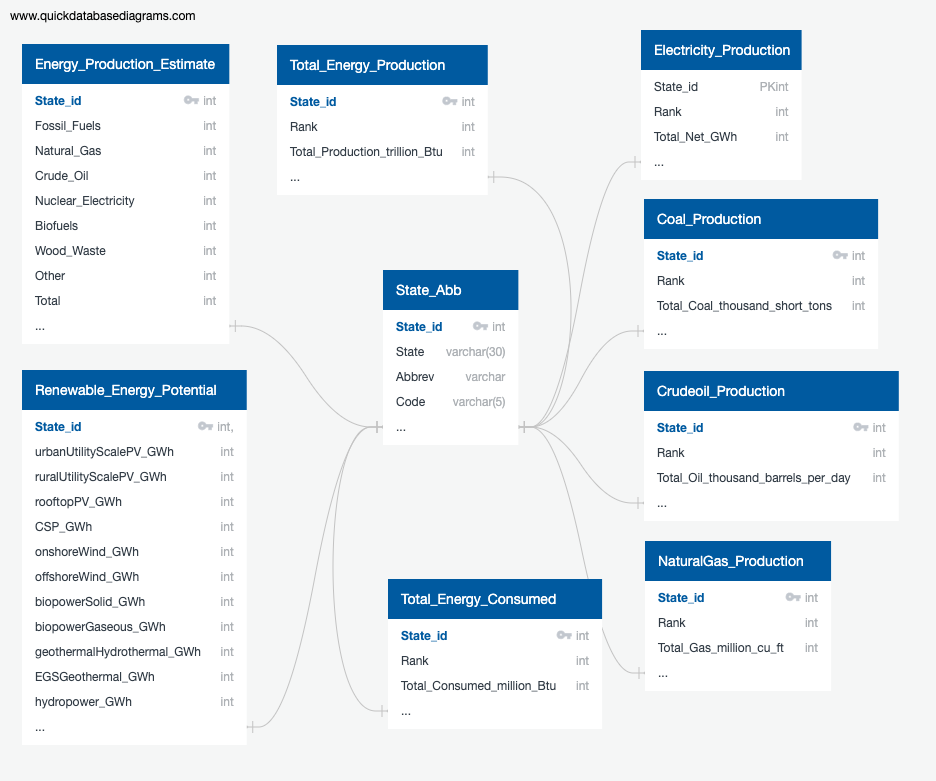 www.quickdatabasediagrams.com
Energy_Production_Estimate
State_id int
Fossil_Fuels int
Natural_Gas int
Crude_Oil int
Nuclear_Electricity int
Biofuels int
Wood_Waste int
Other int
Total int
...
Total_Energy_Production
State_id int
Rank int
Total_Production_trillion_Btu int
...
Electricity_Production
State_id PKint
Rank int
Total_Net_GWh int
...
Coal_Production
State_id int
Rank int
Total_Coal_thousand_short_tons int
...
State_Abb
State_id int
State varchar(30)
Abbrev varchar
Code varchar(5)
...
Renewable_Energy_Potential
State_id int,
urbanUtilityScalePV_GWh int
ruralUtilityScalePV_GWh int
rooftopPV_GWh int
CSP_GWh int
onshoreWind_GWh int
offshoreWind_GWh int
biopowerSolid_GWh int
biopowerGaseous_GWh int
geothermalHydrothermal_GWh int
EGSGeothermal_GWh int
hydropower_GWh int
...
Crudeoil_Production
State_id int
Rank int
Total_Oil_thousand_barrels_per_day int
...
Total_Energy_Consumed
State_id int
Rank int
Total_Consumed_million_Btu int
...
NaturalGas_Production
State_id int
Rank int
Total_Gas_million_cu_ft int
...